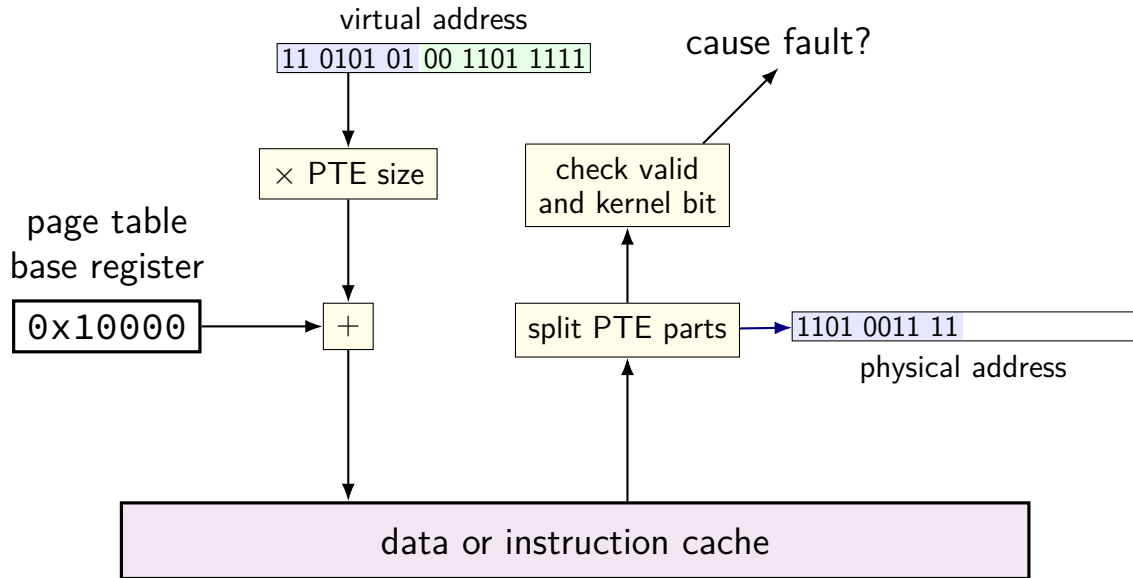 virtual address
11 0101 01 00 1101 1111
cause fault?
× PTE size
check valid
and kernel bit
page table
base register
0x10000
+
split PTE parts
1101 0011 11
physical address
data or instruction cache